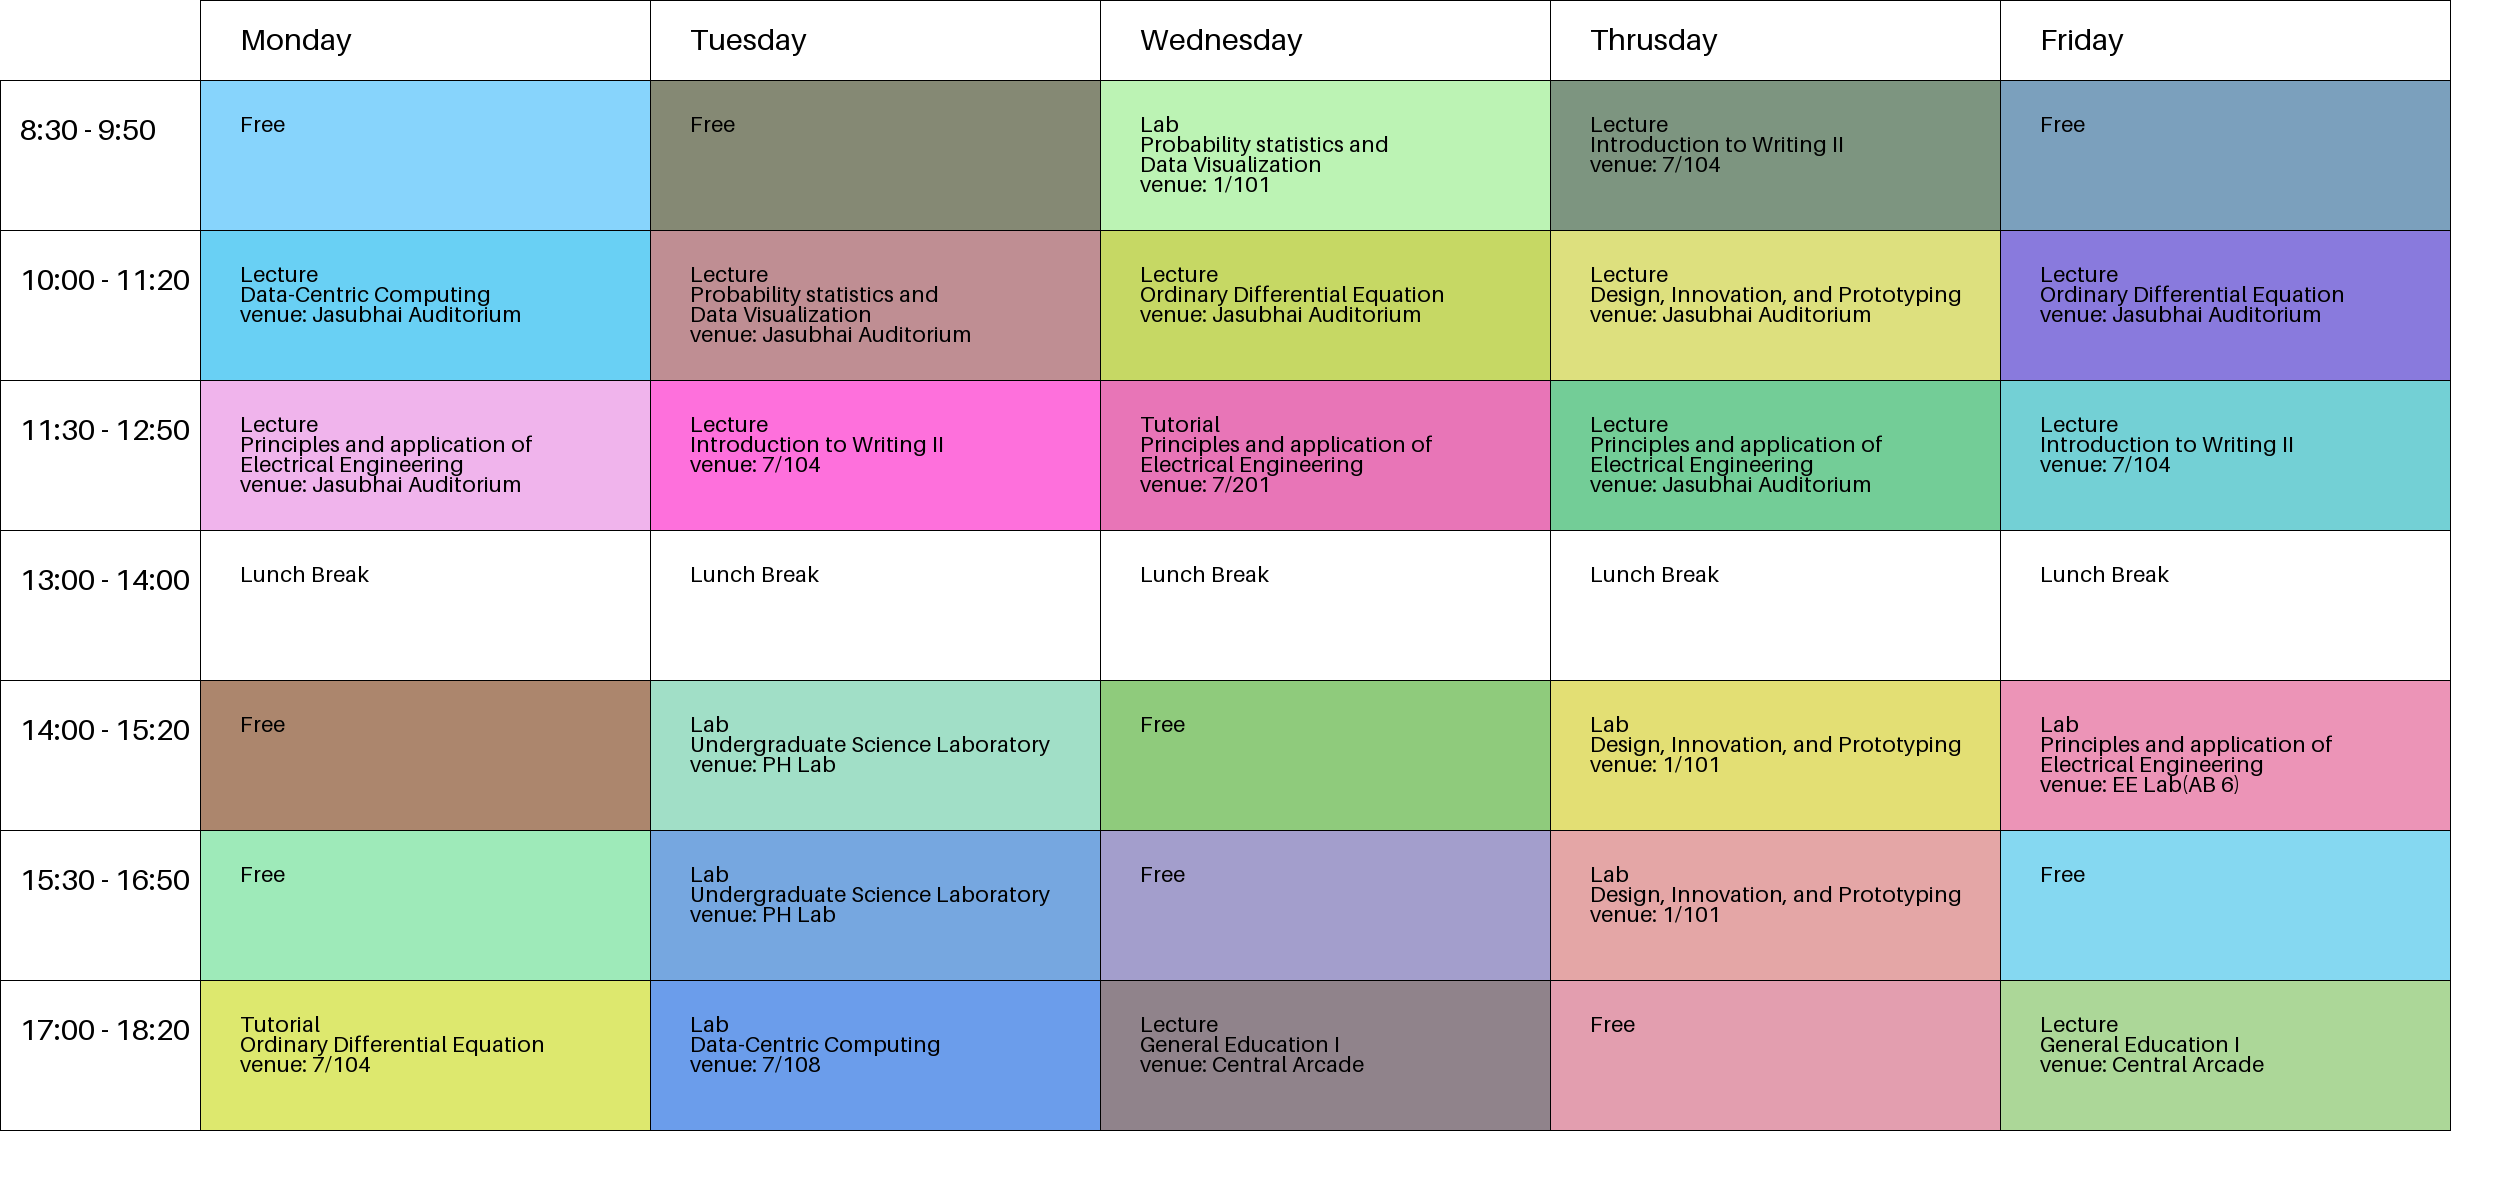 Monday
Tuesday
Wednesday
Thrusday
Friday
8:30 - 9:50
Free
Free
Lab
Probability statistics and
Data Visualization
venue: 1/101
Lecture
Introduction to Writing II
venue: 7/104
Free
10:00 - 11:20
Lecture
Data-Centric Computing
venue: Jasubhai Auditorium
Lecture
Probability statistics and
Data Visualization
venue: Jasubhai Auditorium
Lecture
Ordinary Differential Equation
venue: Jasubhai Auditorium
Lecture
Design, Innovation, and Prototyping
venue: Jasubhai Auditorium
Lecture
Ordinary Differential Equation
venue: Jasubhai Auditorium
11:30 - 12:50
Lecture
Principles and application of
Electrical Engineering
venue: Jasubhai Auditorium
Lecture
Introduction to Writing II
venue: 7/104
Tutorial
Principles and application of
Electrical Engineering
venue: 7/201
Lecture
Principles and application of
Electrical Engineering
venue: Jasubhai Auditorium
Lecture
Introduction to Writing II
venue: 7/104
13:00 - 14:00
Lunch Break
Lunch Break
Lunch Break
Lunch Break
Lunch Break
14:00 - 15:20
Free
Lab
Undergraduate Science Laboratory
venue: PH Lab
Free
Lab
Design, Innovation, and Prototyping
venue: 1/101
Lab
Principles and application of
Electrical Engineering
venue: EE Lab(AB 6)
15:30 - 16:50
Free
Lab
Undergraduate Science Laboratory
venue: PH Lab
Free
Lab
Design, Innovation, and Prototyping
venue: 1/101
Free
17:00 - 18:20
Tutorial
Ordinary Differential Equation
venue: 7/104
Lab
Data-Centric Computing
venue: 7/108
Lecture
General Education I
venue: Central Arcade
Free
Lecture
General Education I
venue: Central Arcade